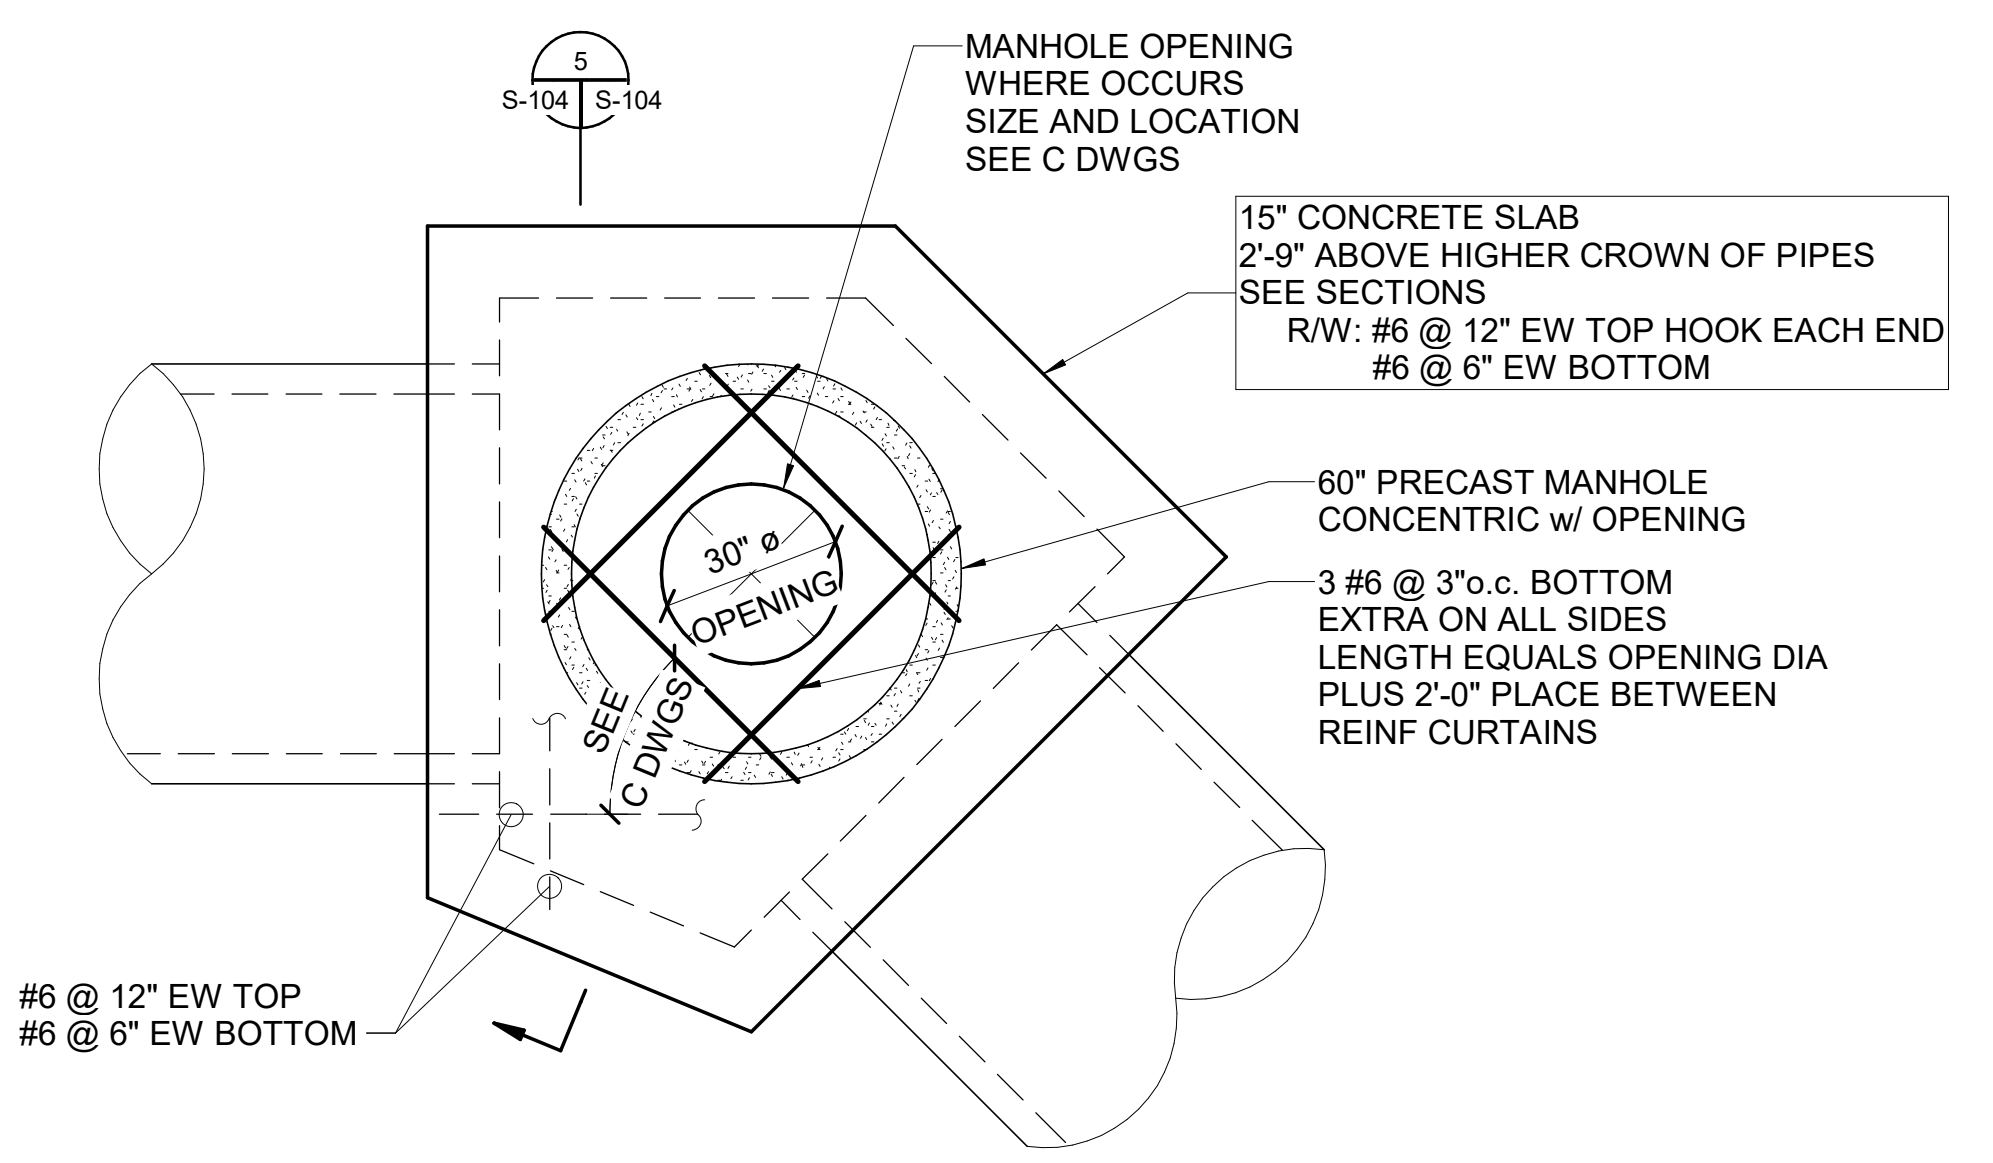 5
S-104 S-104
MANHOLE OPENING
WHERE OCCURS
SIZE AND LOCATION
SEE C DWGS
15" CONCRETE SLAB
2'-9" ABOVE HIGHER CROWN OF PIPES
SEE SECTIONS
R/W: #6 @ 12" EW TOP HOOK EACH END
#6 @ 6" EW BOTTOM
60" PRECAST MANHOLE
CONCENTRIC w/ OPENING
3 #6 @ 3"o.c. BOTTOM
EXTRA ON ALL SIDES
LENGTH EQUALS OPENING DIA
PLUS 2'-0" PLACE BETWEEN
REINF CURTAINS
30" ø
OPENING
SEE
C DWGS
#6 @ 12" EW TOP
#6 @ 6" EW BOTTOM